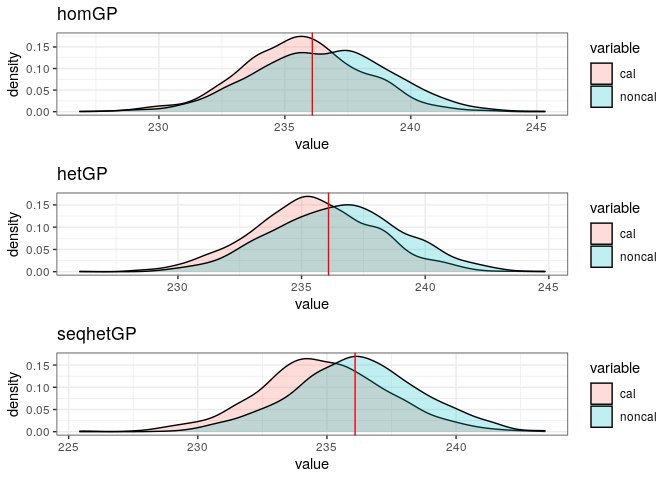 homGP
0.15
0.10
0.05
0.00
density
230 235 240 245
value
variable
cal
noncal
hetGP
0.15
0.10
0.05
0.00
density
230 235 240 245
value
variable
cal
noncal
seqhetGP
0.15
0.10
0.05
0.00
density
225 230 235 240
value
variable
cal
noncal